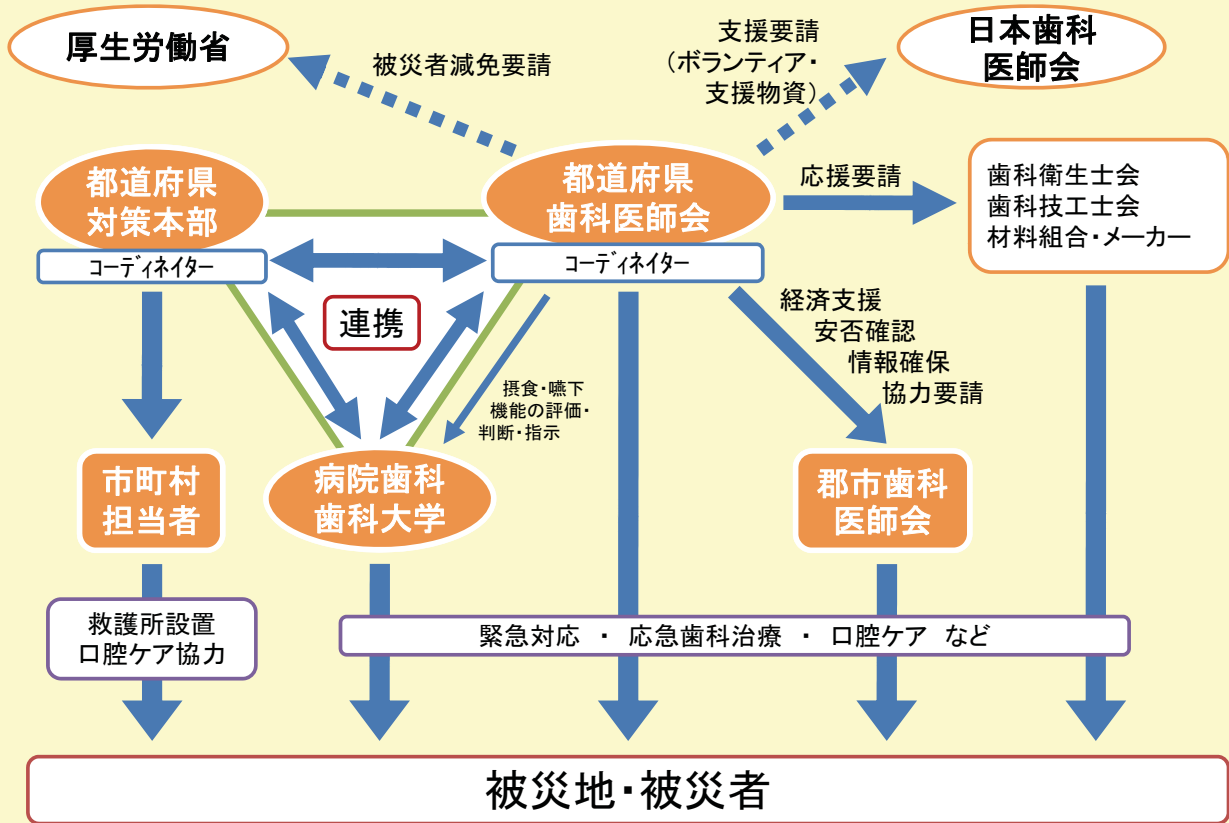 厚生労働省
被災者減免要請
支援要請
(ボランティア・
支援物資)
日本歯科
医師会
都道府県
対策本部
コーディネイター
都道府県
歯科医師会
コーディネイター
応援要請
歯科衛生士会
歯科技工士会
材料組合・メーカー
連携
摂食・嚥下
機能の評価・
判断・指示
経済支援
安否確認
情報確保
協力要請
市町村
担当者
病院歯科
歯科大学
郡市歯科
医師会
救護所設置
口腔ケア協力
緊急対応 ・ 応急歯科治療 ・ 口腔ケア など
被災地・被災者